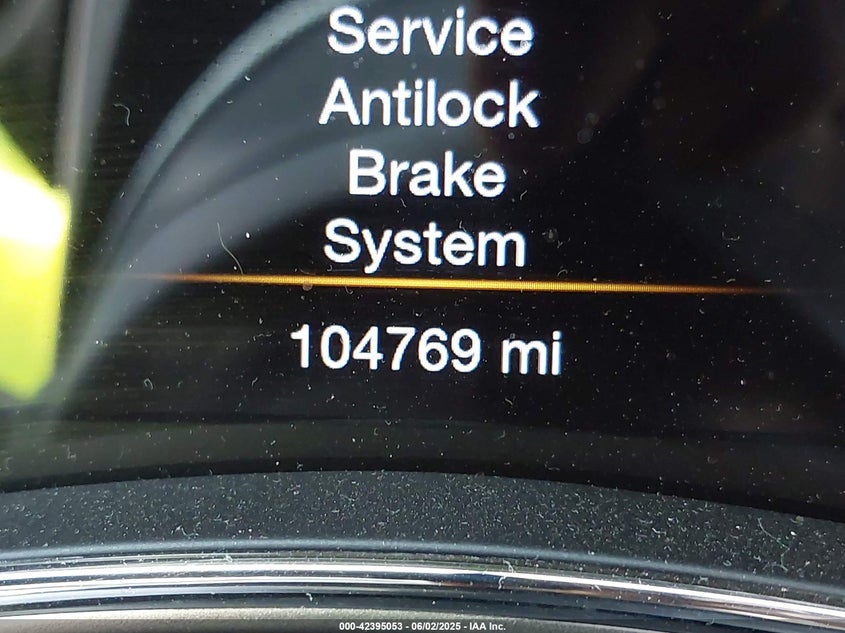 Service
Antilock
Brake
System
104769 mi
000-42395053 - 06/02/2025 - IAA Inc.